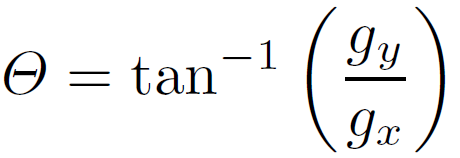 Θ = tan⁻¹ (g_y / g_x)